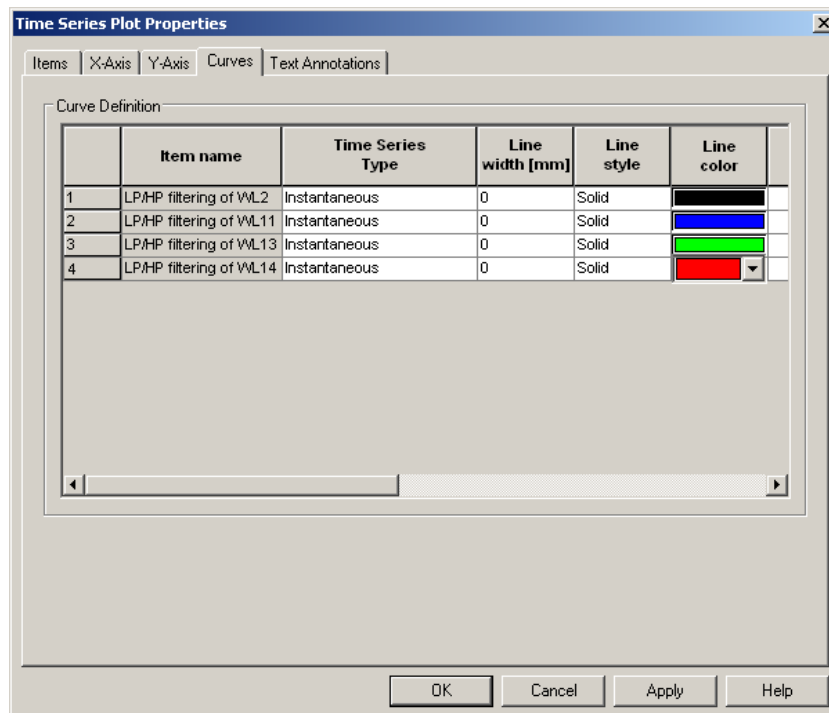 Time Series Plot Properties
Items X-Axis Y-Axis Curves Text Annotations
Curve Definition
Item name Time Series Type Line width [mm] Line style Line color
1 LP/HP filtering of WL2 Instantaneous 0 Solid
2 LP/HP filtering of WL11 Instantaneous 0 Solid
3 LP/HP filtering of WL13 Instantaneous 0 Solid
4 LP/HP filtering of WL14 Instantaneous 0 Solid
OK Cancel Apply Help